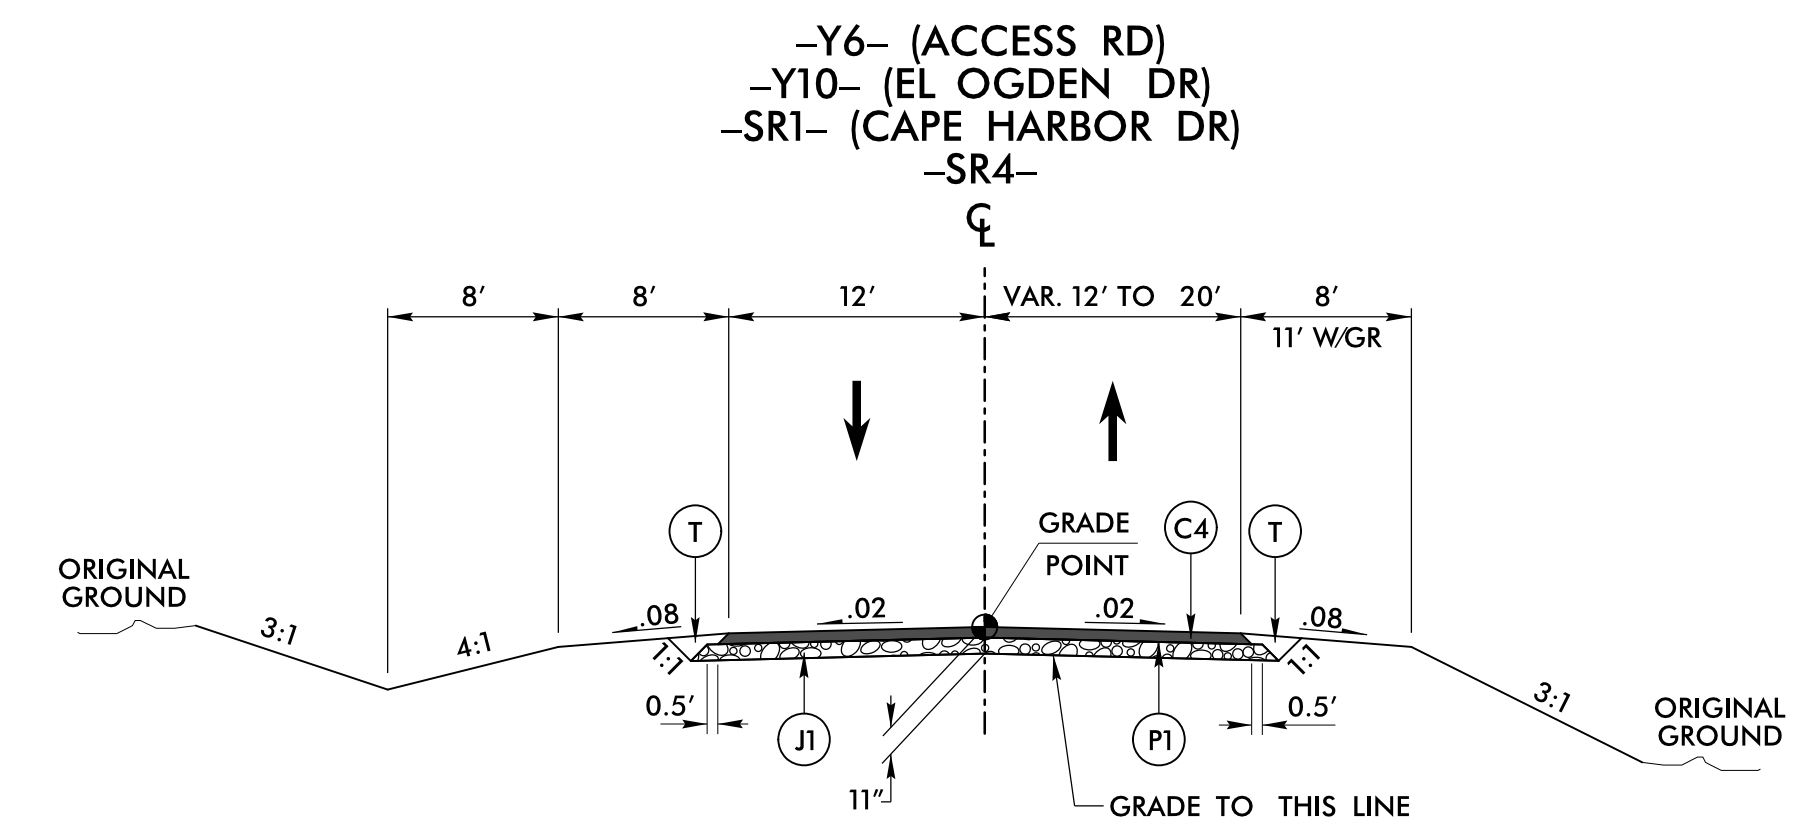 –Y6– (ACCESS RD)
–Y10– (EL OGDEN DR)
–SR1– (CAPE HARBOR DR)
–SR4–
℄
8' 8' 12' VAR. 12' TO 20' 8'
11' W/GR
T GRADE C4 T
POINT
ORIGINAL
GROUND
3:1 4:1 .08 .02 .02 .08
1:1 1:1
3:1
0.5' 0.5'
J1 P1
ORIGINAL
GROUND
11"
GRADE TO THIS LINE